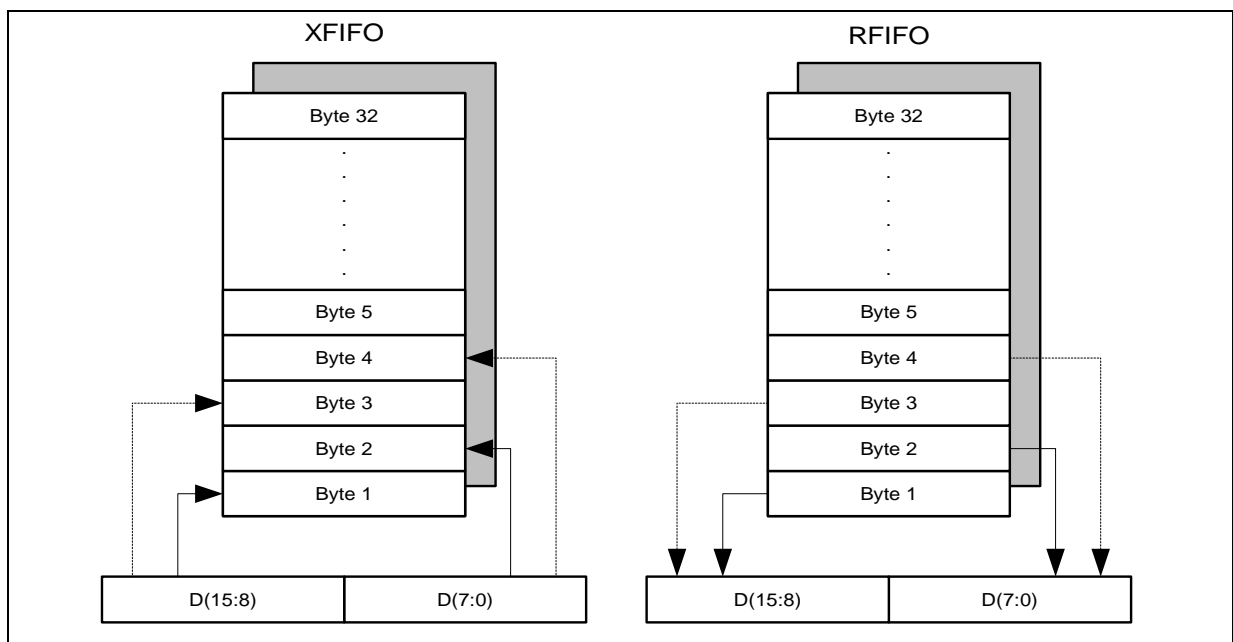 XFIFO
Byte 32
.
.
.
.
.
.
Byte 5
Byte 4
Byte 3
Byte 2
Byte 1
D(15:8)
D(7:0)
RFIFO
Byte 32
.
.
.
.
.
.
Byte 5
Byte 4
Byte 3
Byte 2
Byte 1
D(15:8)
D(7:0)